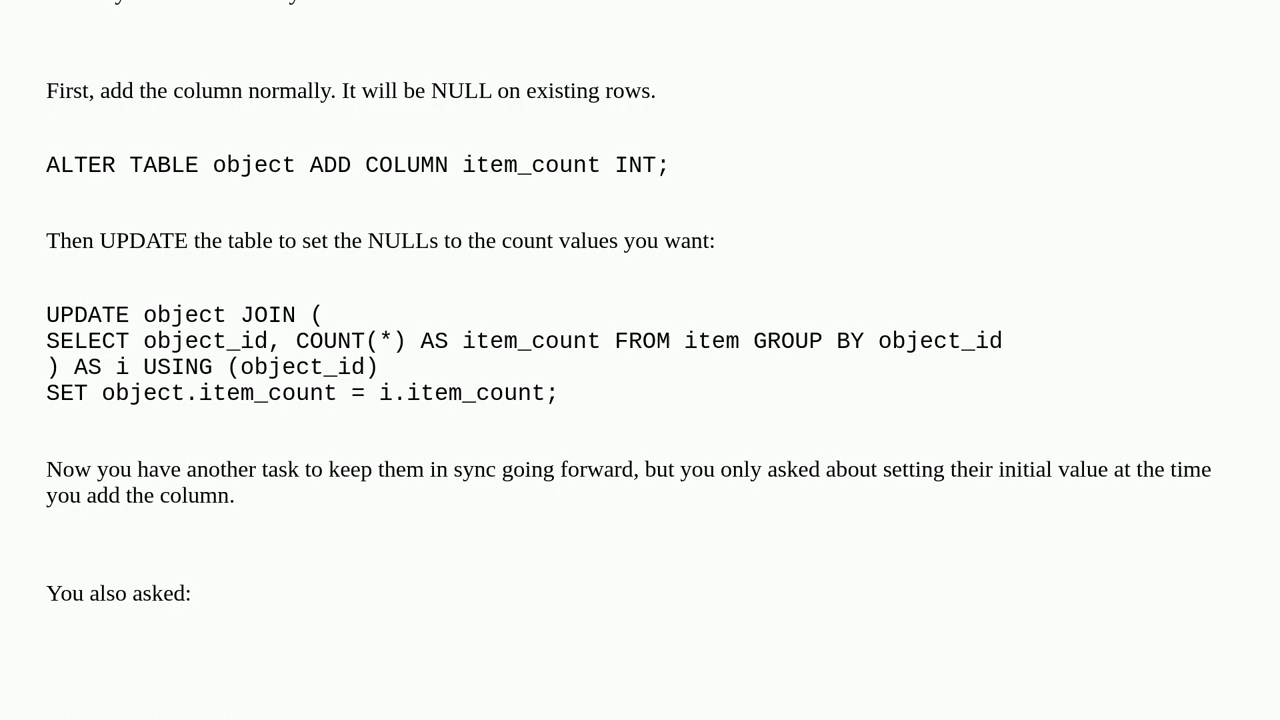 First, add the column normally. It will be NULL on existing rows.
ALTER TABLE object ADD COLUMN item_count INT;
Then UPDATE the table to set the NULLs to the count values you want:
UPDATE object JOIN (
SELECT object_id, COUNT(*) AS item_count FROM item GROUP BY object_id
) AS i USING (object_id)
SET object.item_count = i.item_count;
Now you have another task to keep them in sync going forward, but you only asked about setting their initial value at the time
you add the column.
You also asked: